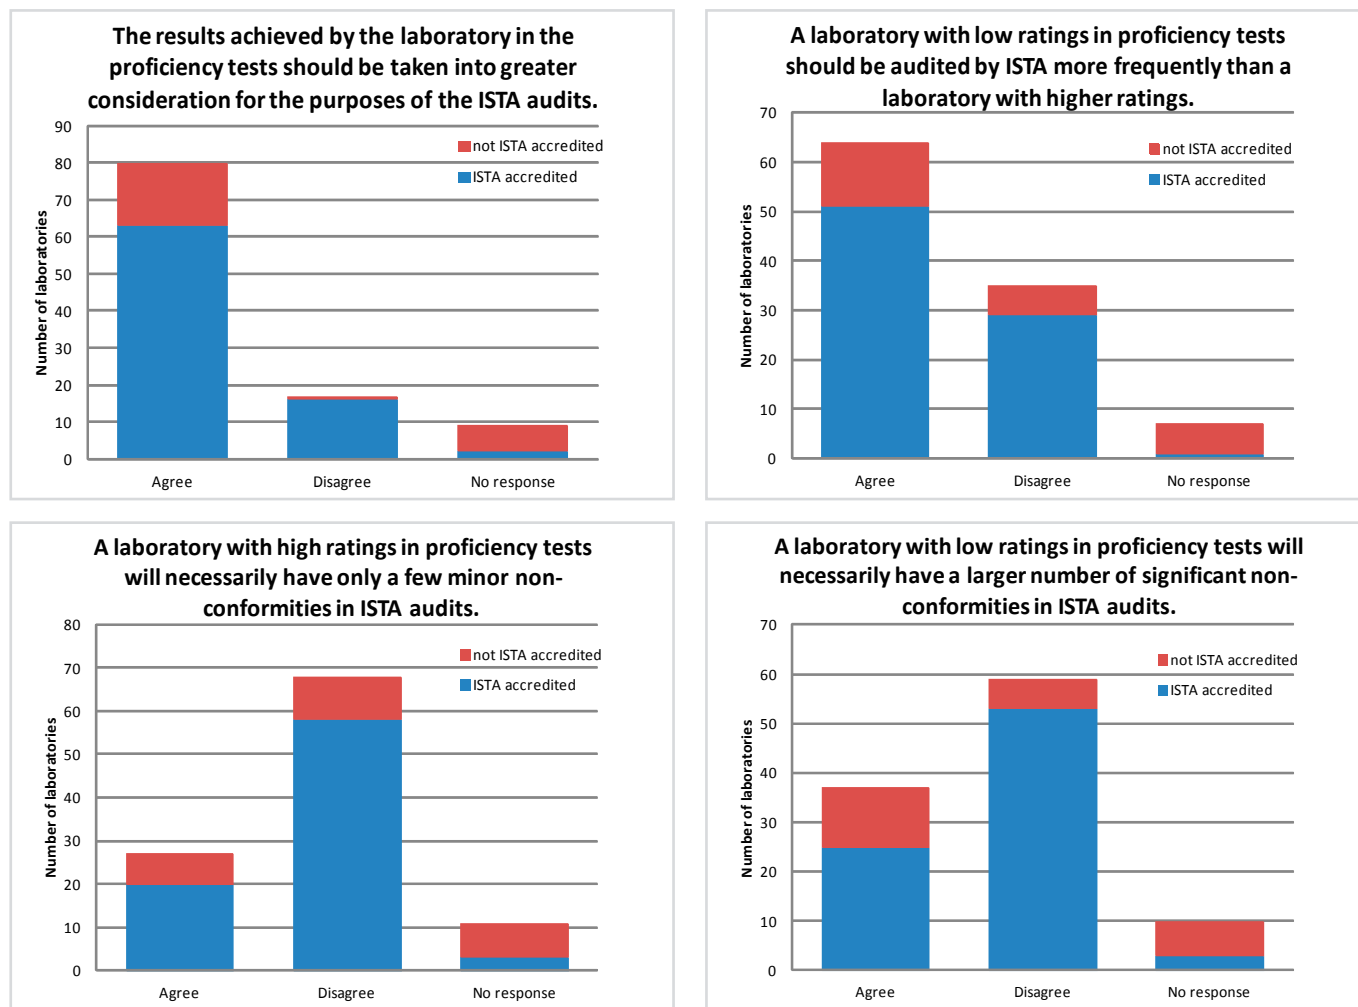 The results achieved by the laboratory in the
proficiency tests should be taken into greater
consideration for the purposes of the ISTA audits.
90
80
70
60
50
40
30
20
10
0
Number of laboratories
not ISTA accredited
ISTA accredited
Agree Disagree No response
A laboratory with low ratings in proficiency tests
should be audited by ISTA more frequently than a
laboratory with higher ratings.
70
60
50
40
30
20
10
0
Number of laboratories
not ISTA accredited
ISTA accredited
Agree Disagree No response
A laboratory with high ratings in proficiency tests
will necessarily have only a few minor non-
conformities in ISTA audits.
80
70
60
50
40
30
20
10
0
Number of laboratories
not ISTA accredited
ISTA accredited
Agree Disagree No response
A laboratory with low ratings in proficiency tests will
necessarily have a larger number of significant non-
conformities in ISTA audits.
70
60
50
40
30
20
10
0
Number of laboratories
not ISTA accredited
ISTA accredited
Agree Disagree No response